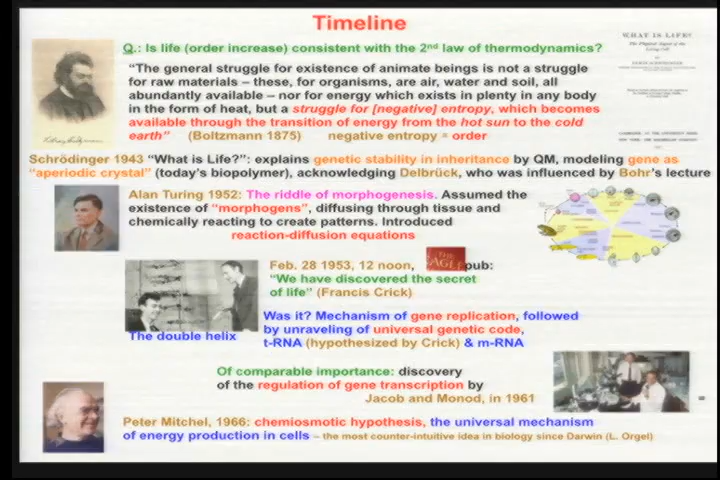 Timeline
Q.: Is life (order increase) consistent with the 2nd law of thermodynamics?
WHAT IS LIFE?
"The general struggle for existence of animate beings is not a struggle
for raw materials – these, for organisms, are air, water and soil, all
abundantly available – nor for energy which exists in plenty in any body
in the form of heat, but a struggle for [negative] entropy, which becomes
available through the transition of energy from the hot sun to the cold
earth" (Boltzmann 1875) negative entropy = order
Schrödinger 1943 "What is Life?": explains genetic stability in inheritance by QM, modeling gene as
"aperiodic crystal" (today's biopolymer), acknowledging Delbrück, who was influenced by Bohr's lecture
Alan Turing 1952: The riddle of morphogenesis. Assumed the
existence of "morphogens", diffusing through tissue and
chemically reacting to create patterns. Introduced
reaction-diffusion equations
Feb. 28 1953, 12 noon, THE EAGLE pub:
"We have discovered the secret
of life" (Francis Crick)
Was it? Mechanism of gene replication, followed
by unraveling of universal genetic code,
t-RNA (hypothesized by Crick) & m-RNA
The double helix
Of comparable importance: discovery
of the regulation of gene transcription by
Jacob and Monod, in 1961
Peter Mitchel, 1966: chemiosmotic hypothesis, the universal mechanism
of energy production in cells – the most counter-intuitive idea in biology since Darwin (L. Orgel)